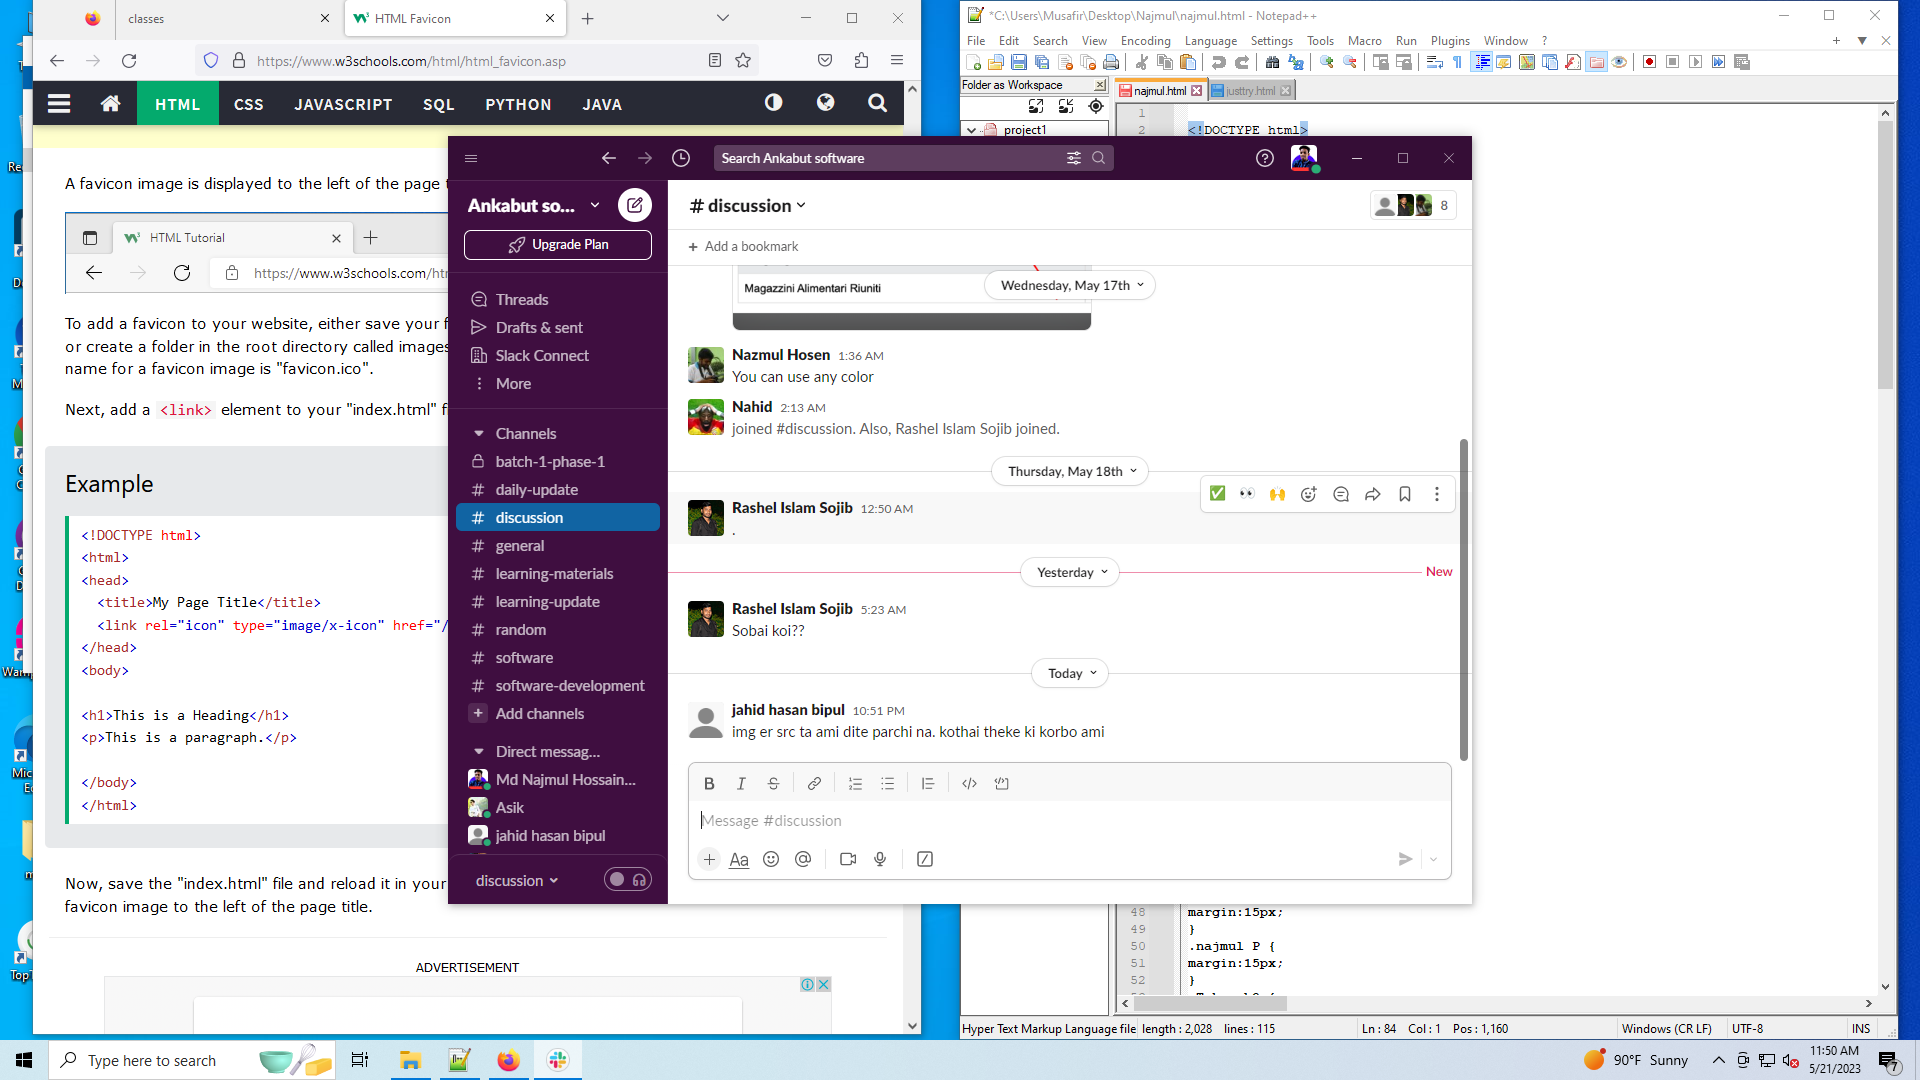 classes
HTML Favicon
https://www.w3schools.com/html/html_favicon.asp
HTML
CSS
JAVASCRIPT
SQL
PYTHON
JAVA
A favicon image is displayed to the left of the page
HTML Tutorial
https://www.w3schools.com/
To add a favicon to your website, either save your
or create a folder in the root directory called images
name for a favicon image is "favicon.ico".
Next, add a <link> element to your "index.html"
Example
<!DOCTYPE html>
<html>
<head>
<title>My Page Title</title>
<link rel="icon" type="image/x-icon" href="/
</head>
<body>
<h1>This is a Heading</h1>
<p>This is a paragraph.</p>
</body>
</html>
Now, save the "index.html" file and reload it in your
favicon image to the left of the page title.
ADVERTISEMENT
Search Ankabut software
Ankabut so...
Upgrade Plan
Threads
Drafts & sent
Slack Connect
More
Channels
batch-1-phase-1
# daily-update
# discussion
# general
# learning-materials
# learning-update
# random
# software
# software-development
+ Add channels
Direct messag...
Md Najmul Hossain...
Asik
jahid hasan bipul
discussion
# discussion
8
+ Add a bookmark
Magazzini Alimentari Riuniti
Wednesday, May 17th
Nazmul Hosen 1:36 AM
You can use any color
Nahid 2:13 AM
joined #discussion. Also, Rashel Islam Sojib joined.
Thursday, May 18th
Rashel Islam Sojib 12:50 AM
.
Yesterday
New
Rashel Islam Sojib 5:23 AM
Sobai koi??
Today
jahid hasan bipul 10:51 PM
img er src ta ami dite parchi na. kothai theke ki korbo ami
B I S
Message #discussion
Aa
*C:\Users\Musafir\Desktop\Najmul\najmul.html - Notepad++
File Edit Search View Encoding Language Settings Tools Macro Run Plugins Window ?
Folder as Workspace
najmul.html
justtry.html
project1
1
2 <!DOCTYPE html>
48 margin:15px;
49 }
50 .najmul P {
51 margin:15px;
52 }
Hyper Text Markup Language file length : 2,028 lines : 115
Ln : 84 Col : 1 Pos : 1,160
Windows (CR LF)
UTF-8
INS
Type here to search
90°F Sunny
11:50 AM
5/21/2023
7